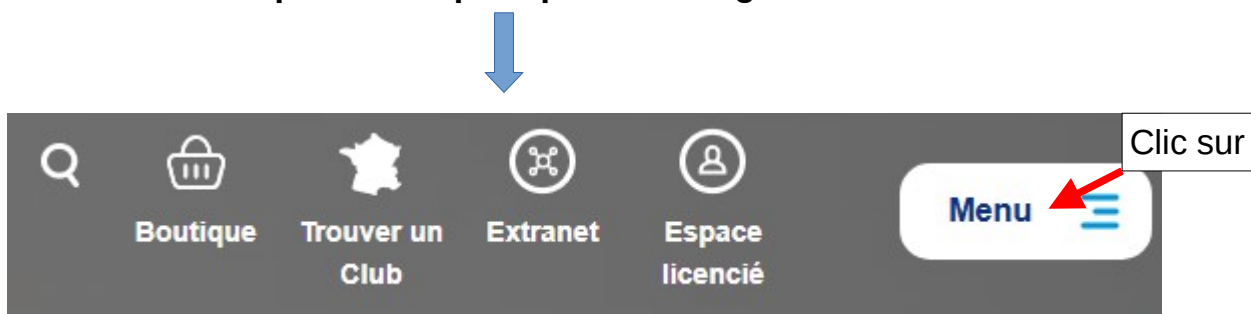 Clic sur
Boutique
Trouver un
Club
Extranet
Espace
licencié
Menu